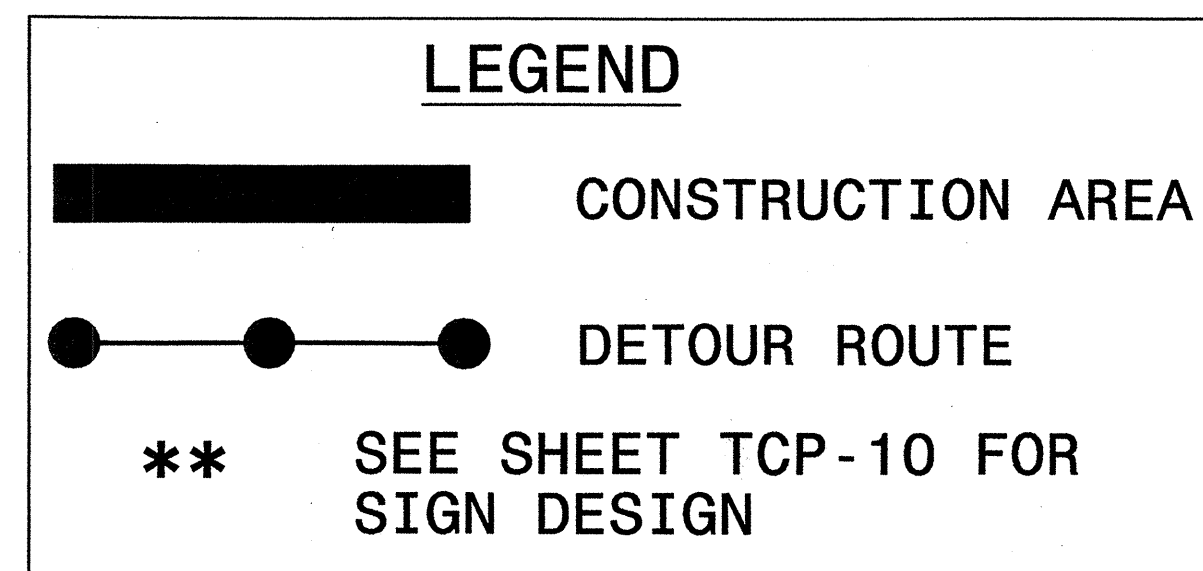 LEGEND
CONSTRUCTION AREA
DETOUR ROUTE
** SEE SHEET TCP-10 FOR
SIGN DESIGN